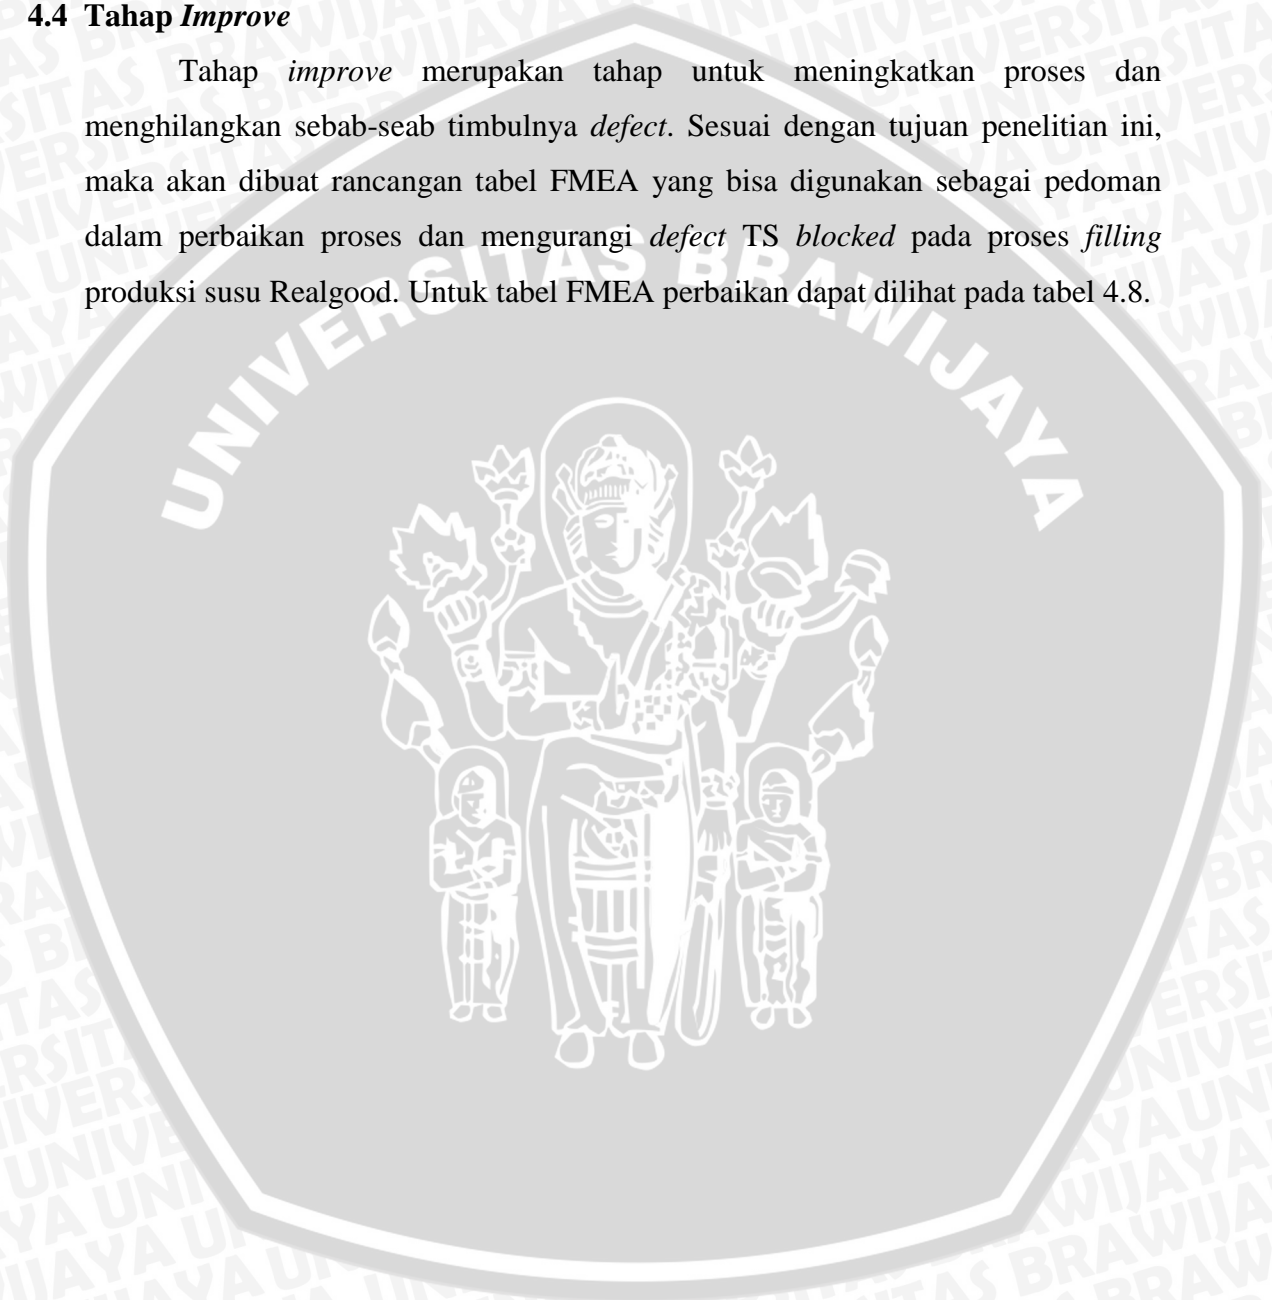 4.4 Tahap Improve
Tahap improve merupakan tahap untuk meningkatkan proses dan
menghilangkan sebab-seab timbulnya defect. Sesuai dengan tujuan penelitian ini,
maka akan dibuat rancangan tabel FMEA yang bisa digunakan sebagai pedoman
dalam perbaikan proses dan mengurangi defect TS blocked pada proses filling
produksi susu Realgood. Untuk tabel FMEA perbaikan dapat dilihat pada tabel 4.8.
UNIVERSITAS BRAWIJAYA